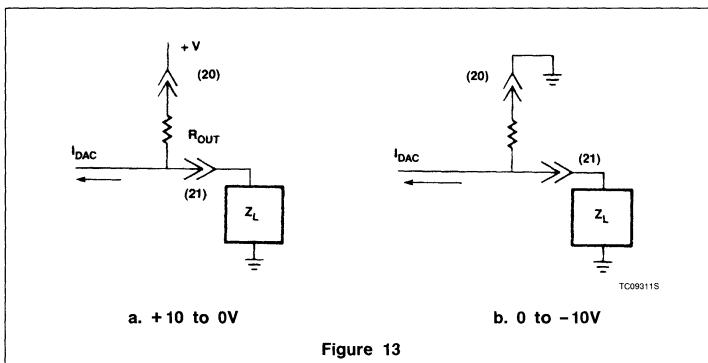 +V
(20)
R_OUT
I_DAC
(21)
Z_L
a. +10 to 0V
(20)
I_DAC
(21)
Z_L
TC09311S
b. 0 to -10V
Figure 13